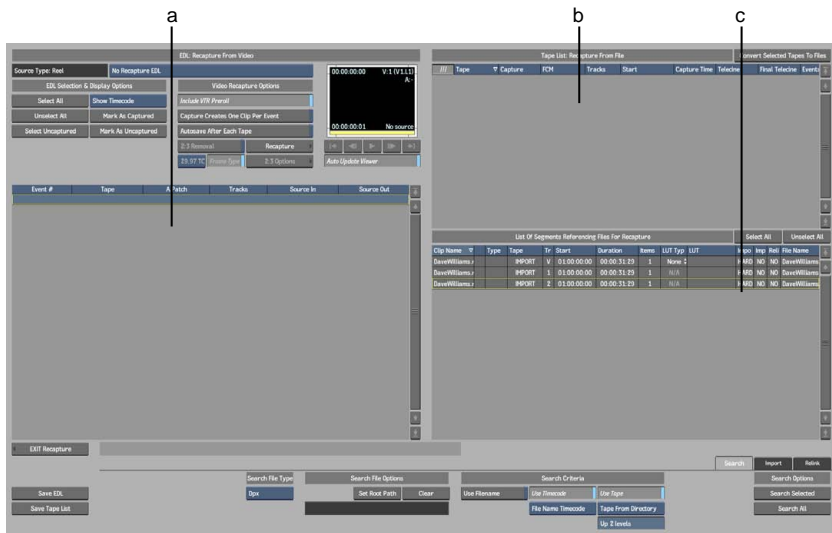 a b c
EDL: Recapture From Video
Source Type: Reel No Recapture EDL
EDL Selection & Display Options
Select All Show Timecode
Unselect All Mark As Captured
Select Uncaptured Mark As Uncaptured
Video Recapture Options
Include VTR Preroll
Capture Creates One Clip Per Event
Autosave After Each Tape
2:3 Removal Recapture
29.97 TC Frame Type 2:3 Options
00:00:00:00 V:1 (V1.L1)
A:-
00:00:00:01 No source
Auto Update Viewer
Event # Tape A Patch Tracks Source In Source Out
Tape List: Recapture From File Convert Selected Tapes To Files
Tape Capture FCM Tracks Start Capture Time Telecine Final Telecine Events
List Of Segments Referencing Files For Recapture Select All Unselect All
Clip Name Type Tape Tr Start Duration Items LUT Typ LUT Impo Imp Reli File Name
DaveWilliams. IMPORT V 01:00:00:00 00:00:31:29 1 None HARD NO NO DaveWilliams
DaveWilliams. IMPORT 1 01:00:00:00 00:00:31:29 1 N/A HARD NO NO DaveWilliams
DaveWilliams. IMPORT 2 01:00:00:00 00:00:31:29 1 N/A HARD NO NO DaveWilliams
EXIT Recapture
Search Import Relink
Search File Type Search File Options Search Criteria Search Options
Save EDL Dpx Set Root Path Clear Use Filename Use Timecode Use Tape Search Selected
Save Tape List File Name Timecode Tape From Directory Search All
Up 2 levels